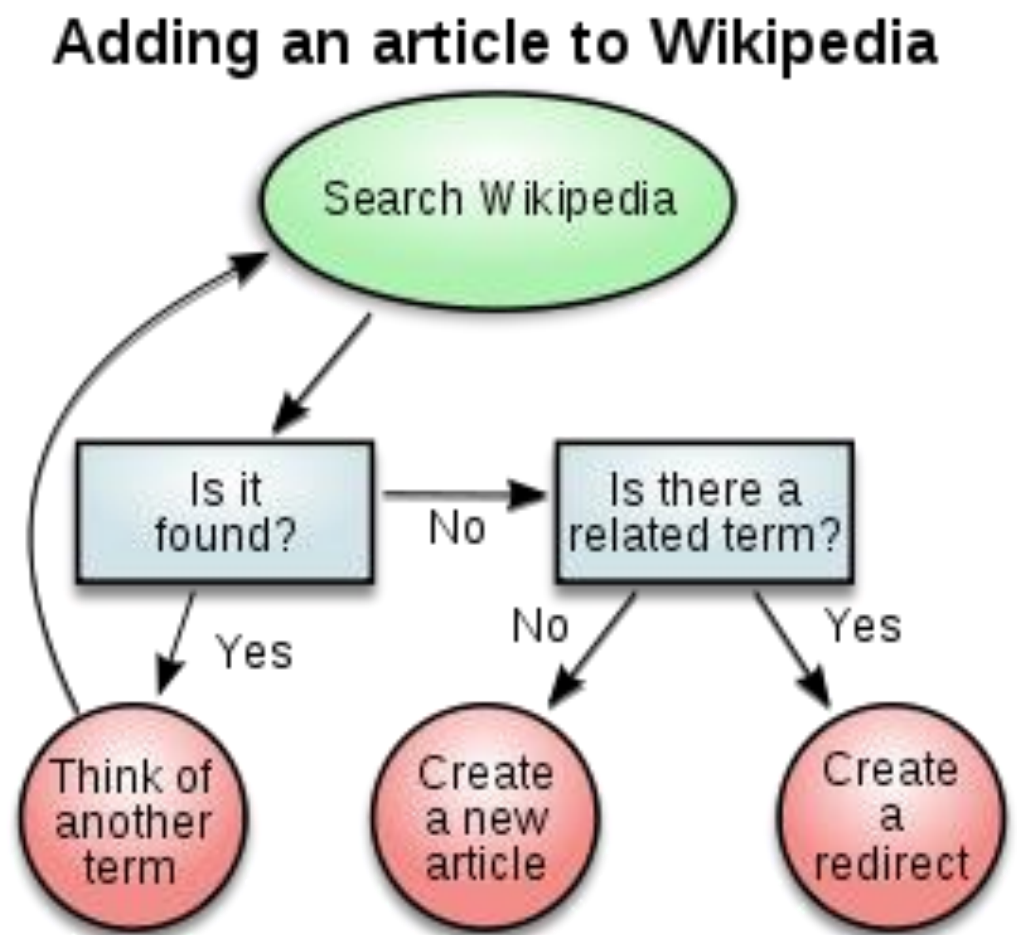 Adding an article to Wikipedia
Search Wikipedia
Is it
found?
No
Is there a
related term?
Yes
No
Yes
Think of
another
term
Create
a new
article
Create
a
redirect